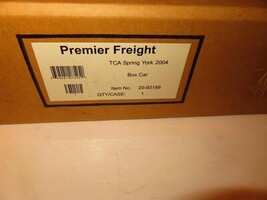 Premier Freight
TCA Spring York 2004
Box Car
Item No. 20-93189
QTY/CASE: 1